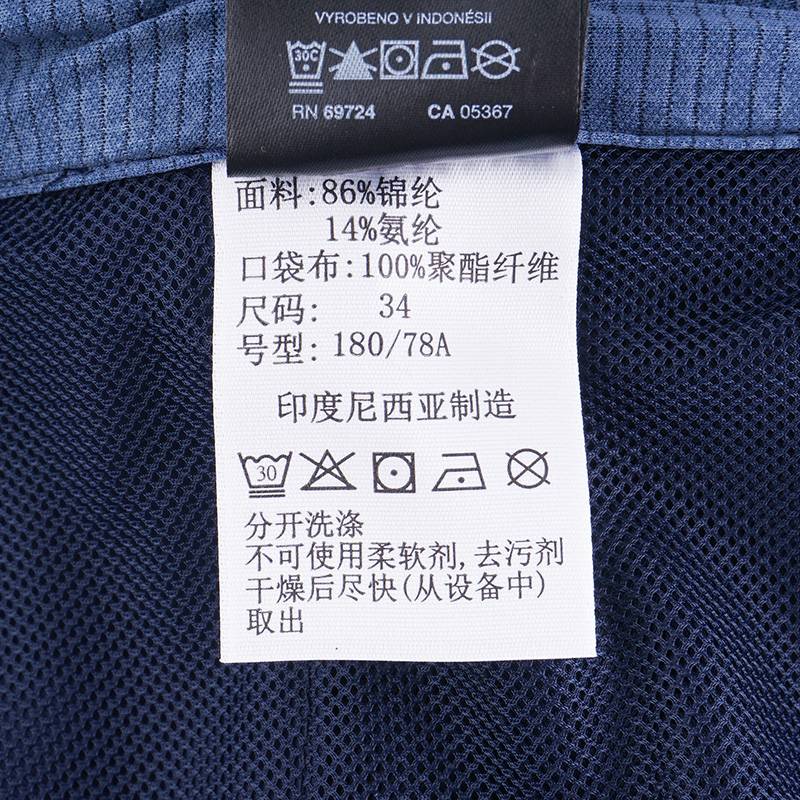 VYROBENO V INDONÉSII
30C
RN 69724 CA 05367
面料:86%锦纶
14%氨纶
口袋布:100%聚酯纤维
尺码: 34
号型: 180/78A
印度尼西亚制造
30
分开洗涤
不可使用柔软剂,去污剂
干燥后尽快(从设备中)
取出